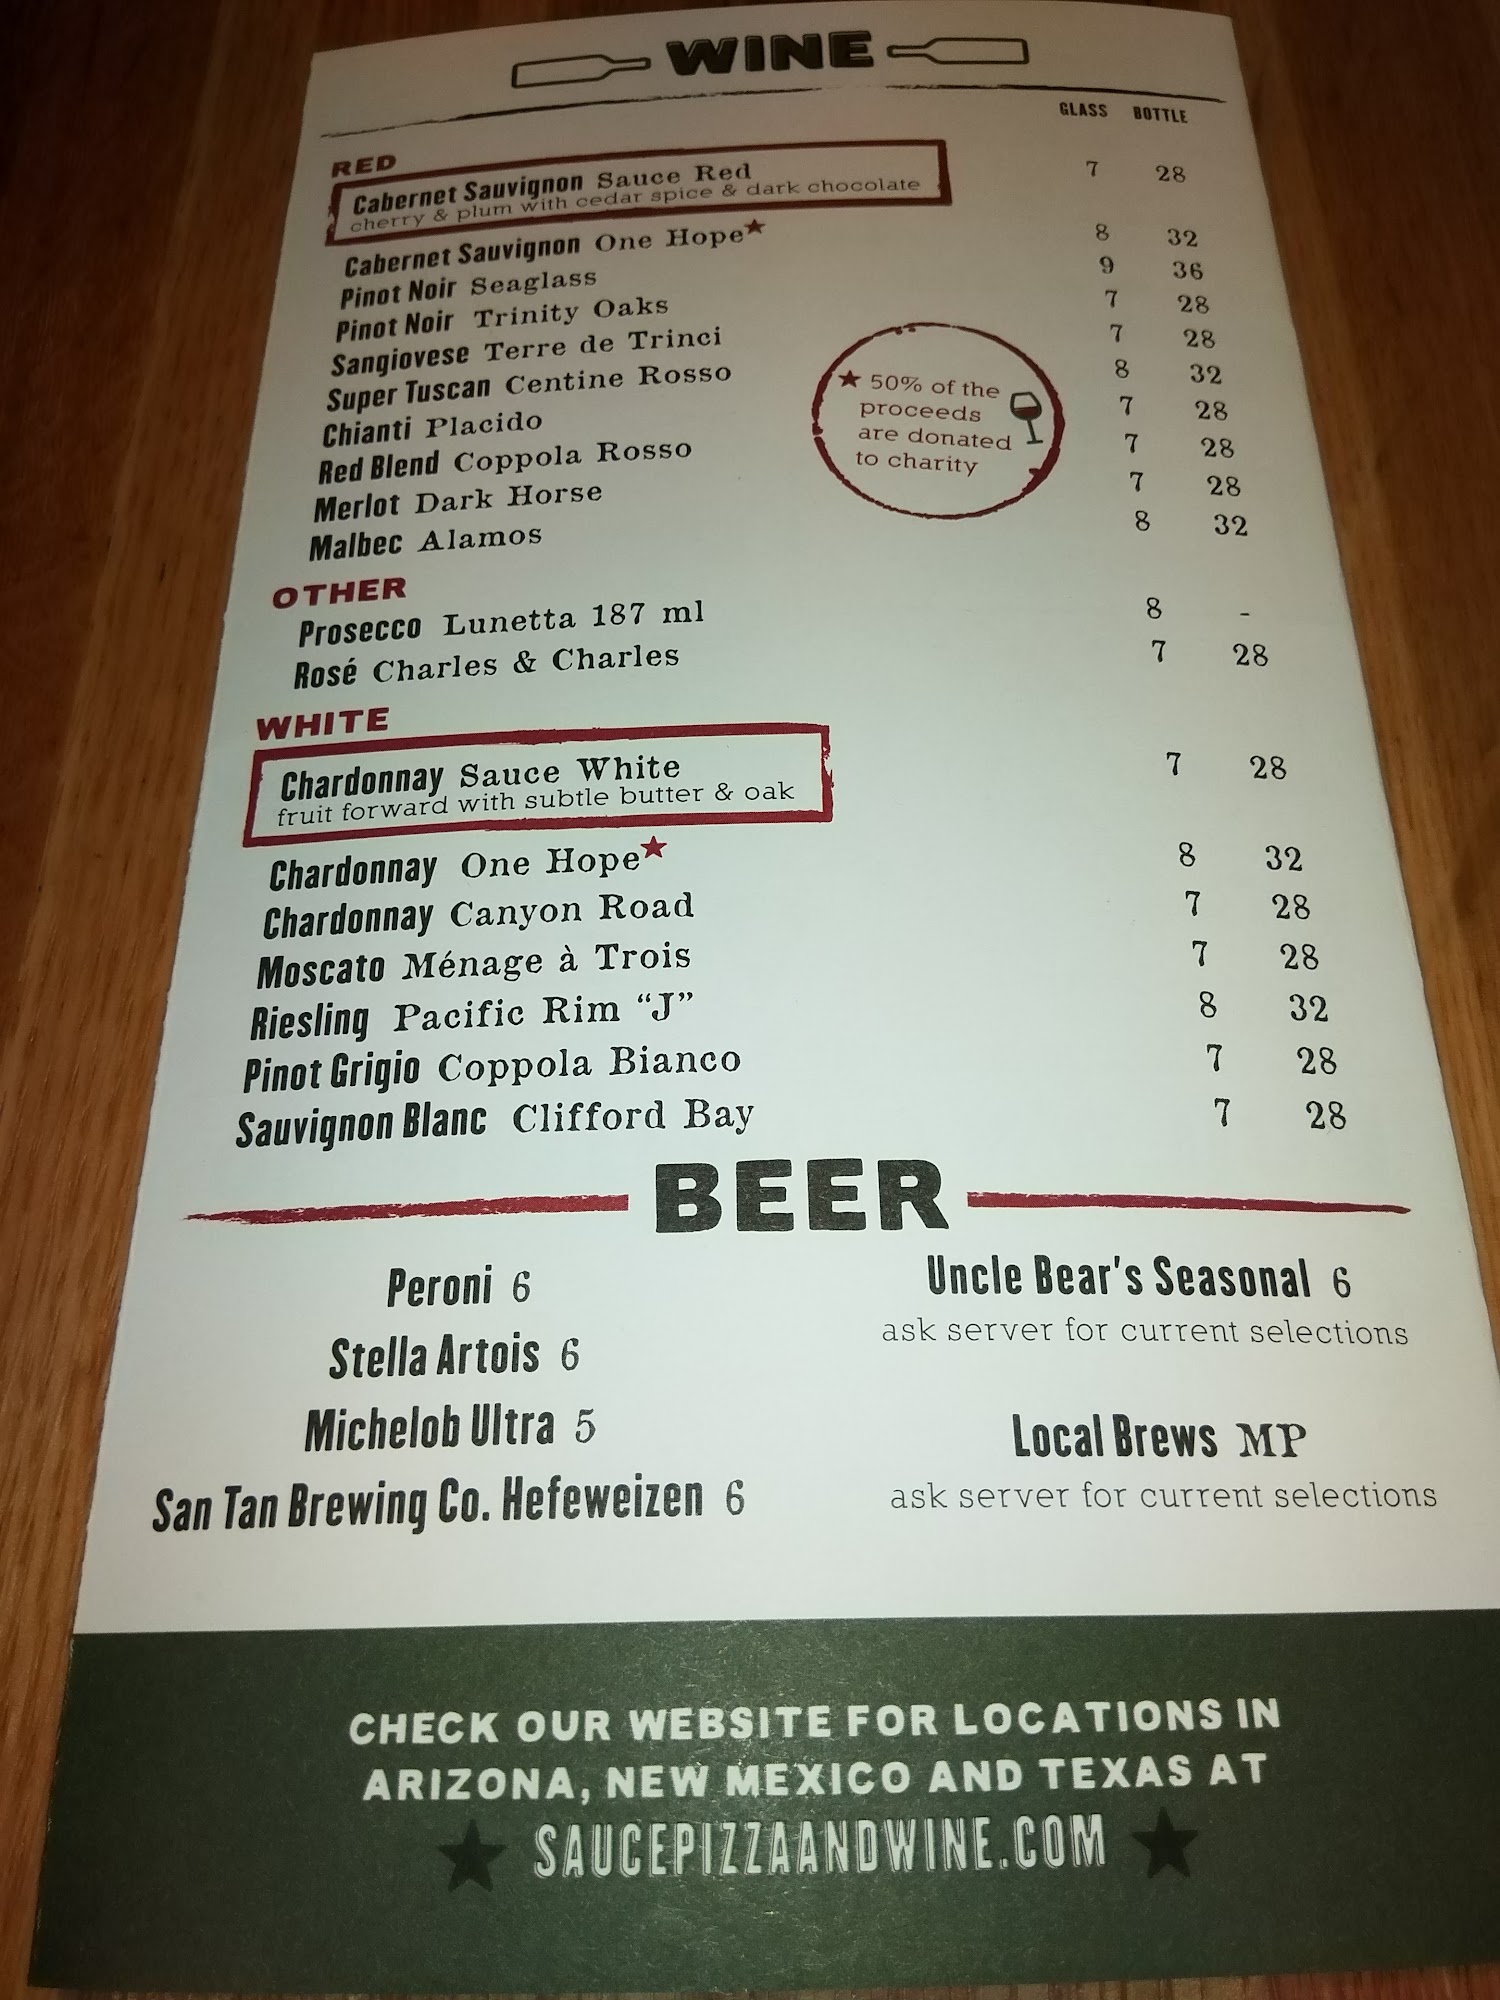 WINE
GLASS BOTTLE
RED
Cabernet Sauvignon Sauce Red 7 28
cherry & plum with cedar spice & dark chocolate
Cabernet Sauvignon One Hope★ 8 32
Pinot Noir Seaglass 9 36
Pinot Noir Trinity Oaks 7 28
Sangiovese Terre de Trinci 7 28
Super Tuscan Centine Rosso 8 32
Chianti Placido 7 28
Red Blend Coppola Rosso 7 28
Merlot Dark Horse 7 28
Malbec Alamos 8 32
★ 50% of the
proceeds
are donated
to charity
OTHER
Prosecco Lunetta 187 ml 8 -
Rosé Charles & Charles 7 28
WHITE
Chardonnay Sauce White 7 28
fruit forward with subtle butter & oak
Chardonnay One Hope★ 8 32
Chardonnay Canyon Road 7 28
Moscato Ménage à Trois 7 28
Riesling Pacific Rim “J” 8 32
Pinot Grigio Coppola Bianco 7 28
Sauvignon Blanc Clifford Bay 7 28
BEER
Peroni 6
Stella Artois 6
Michelob Ultra 5
San Tan Brewing Co. Hefeweizen 6
Uncle Bear's Seasonal 6
ask server for current selections
Local Brews MP
ask server for current selections
CHECK OUR WEBSITE FOR LOCATIONS IN
ARIZONA, NEW MEXICO AND TEXAS AT
★ SAUCEPIZZAANDWINE.COM ★